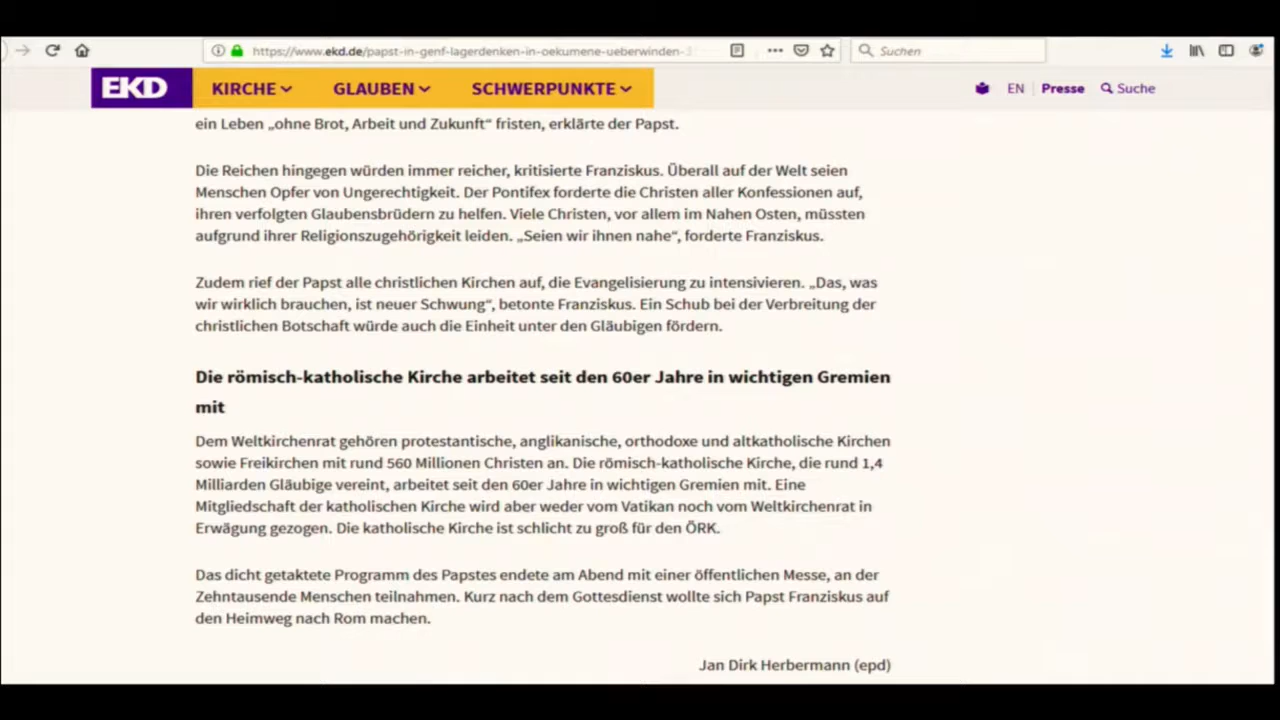 https://www.ekd.de/papst-in-genf-lagerdenken-in-oekumene-ueberwinden-
Suchen
EKD KIRCHE GLAUBEN SCHWERPUNKTE EN Presse Suche
ein Leben „ohne Brot, Arbeit und Zukunft“ fristen, erklärte der Papst.
Die Reichen hingegen würden immer reicher, kritisierte Franziskus. Überall auf der Welt seien
Menschen Opfer von Ungerechtigkeit. Der Pontifex forderte die Christen aller Konfessionen auf,
ihren verfolgten Glaubensbrüdern zu helfen. Viele Christen, vor allem im Nahen Osten, müssten
aufgrund ihrer Religionszugehörigkeit leiden. „Seien wir ihnen nahe“, forderte Franziskus.
Zudem rief der Papst alle christlichen Kirchen auf, die Evangelisierung zu intensivieren. „Das, was
wir wirklich brauchen, ist neuer Schwung“, betonte Franziskus. Ein Schub bei der Verbreitung der
christlichen Botschaft würde auch die Einheit unter den Gläubigen fördern.
Die römisch-katholische Kirche arbeitet seit den 60er Jahre in wichtigen Gremien
mit
Dem Weltkirchenrat gehören protestantische, anglikanische, orthodoxe und altkatholische Kirchen
sowie Freikirchen mit rund 560 Millionen Christen an. Die römisch-katholische Kirche, die rund 1,4
Milliarden Gläubige vereint, arbeitet seit den 60er Jahre in wichtigen Gremien mit. Eine
Mitgliedschaft der katholischen Kirche wird aber weder vom Vatikan noch vom Weltkirchenrat in
Erwägung gezogen. Die katholische Kirche ist schlicht zu groß für den ÖRK.
Das dicht getaktete Programm des Papstes endete am Abend mit einer öffentlichen Messe, an der
Zehntausende Menschen teilnahmen. Kurz nach dem Gottesdienst wollte sich Papst Franziskus auf
den Heimweg nach Rom machen.
Jan Dirk Herbermann (epd)